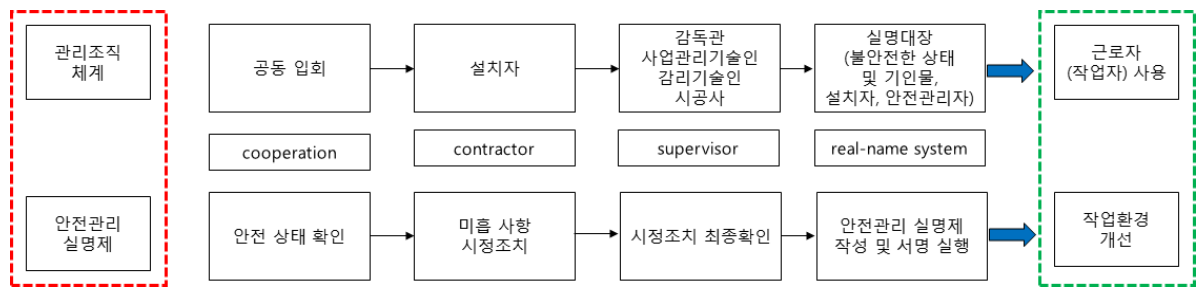 관리조직
체계
공동 입회
설치자
감독관
사업관리기술인
감리기술인
시공사
실명대장
(불안전한 상태
및 기인물,
설치자, 안전관리자)
근로자
(작업자) 사용
cooperation
contractor
supervisor
real-name system
안전관리
실명제
안전 상태 확인
미흡 사항
시정조치
시정조치 최종확인
안전관리 실명제
작성 및 서명 실행
작업환경
개선